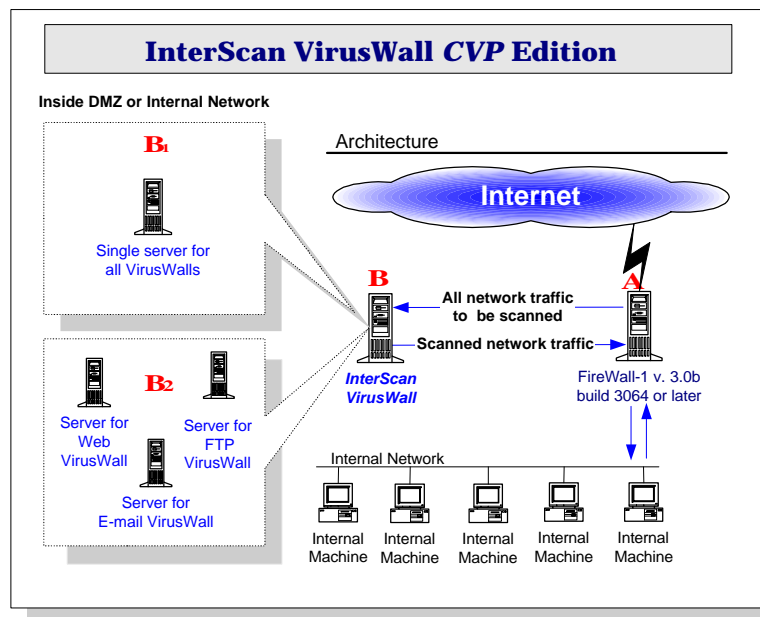 InterScan VirusWall CVP Edition
Inside DMZ or Internal Network
B1
Single server for
all VirusWalls
B2
Server for
Web
VirusWall
Server for
FTP
VirusWall
Server for
E-mail VirusWall
Architecture
Internet
B
A
All network traffic
to be scanned
Scanned network traffic
InterScan
VirusWall
FireWall-1 v. 3.0b
build 3064 or later
Internal Network
Internal
Machine
Internal
Machine
Internal
Machine
Internal
Machine
Internal
Machine